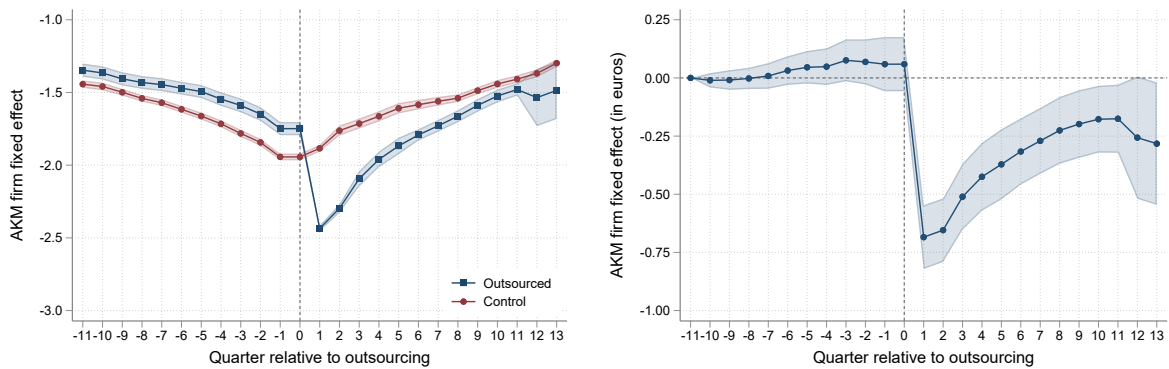 AKM firm fixed effect
-1.0
-1.5
-2.0
-2.5
-3.0
Outsourced
Control
-11 -10 -9 -8 -7 -6 -5 -4 -3 -2 -1 0 1 2 3 4 5 6 7 8 9 10 11 12 13
Quarter relative to outsourcing
AKM firm fixed effect (in euros)
0.25
0.00
-0.25
-0.50
-0.75
-1.00
-11 -10 -9 -8 -7 -6 -5 -4 -3 -2 -1 0 1 2 3 4 5 6 7 8 9 10 11 12 13
Quarter relative to outsourcing